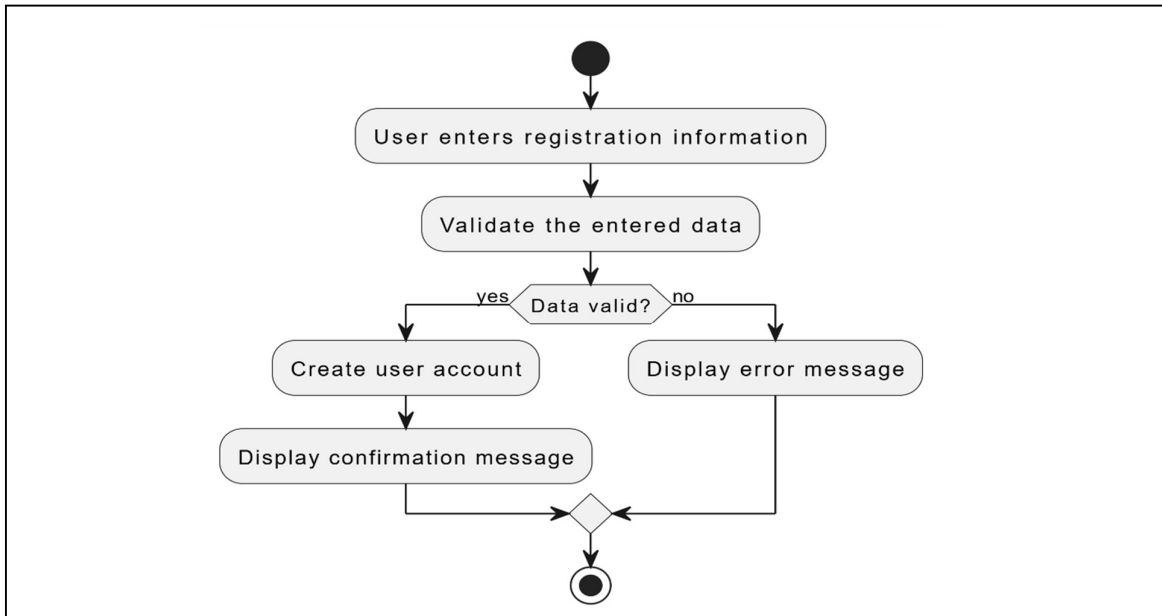 User enters registration information
Validate the entered data
yes
Data valid?
no
Create user account
Display error message
Display confirmation message